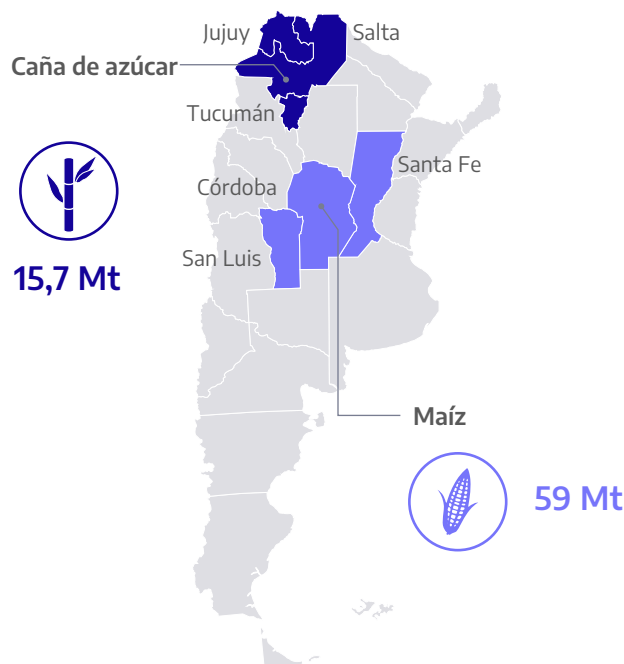 Jujuy
Salta
Caña de azúcar
Tucumán
Santa Fe
Córdoba
San Luis
15,7 Mt
Maíz
59 Mt